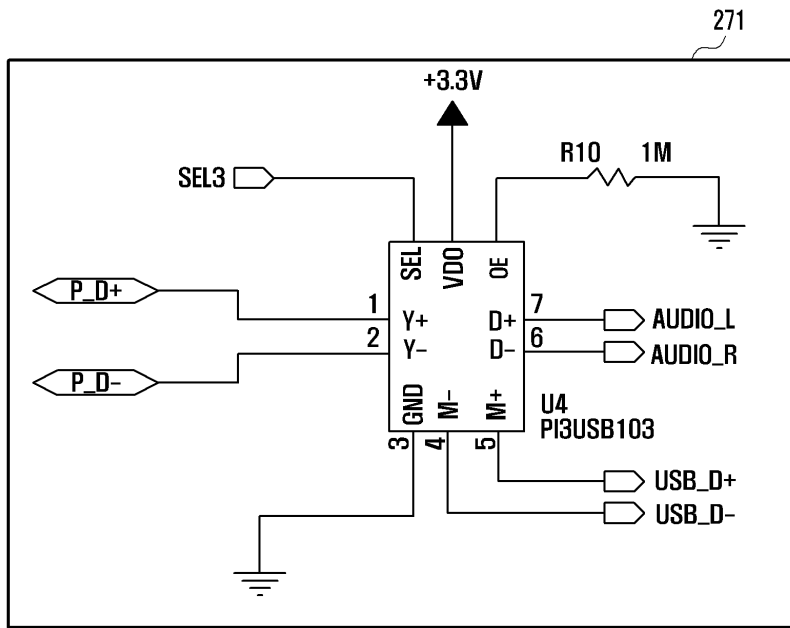 271
+3.3V
R10 1M
SEL3
SEL
VDO
OE
P_D+
1 Y+ D+ 7 AUDIO_L
2 Y- D- 6 AUDIO_R
P_D-
GND
M-
M+
U4
PI3USB103
3
4
5
USB_D+
USB_D-